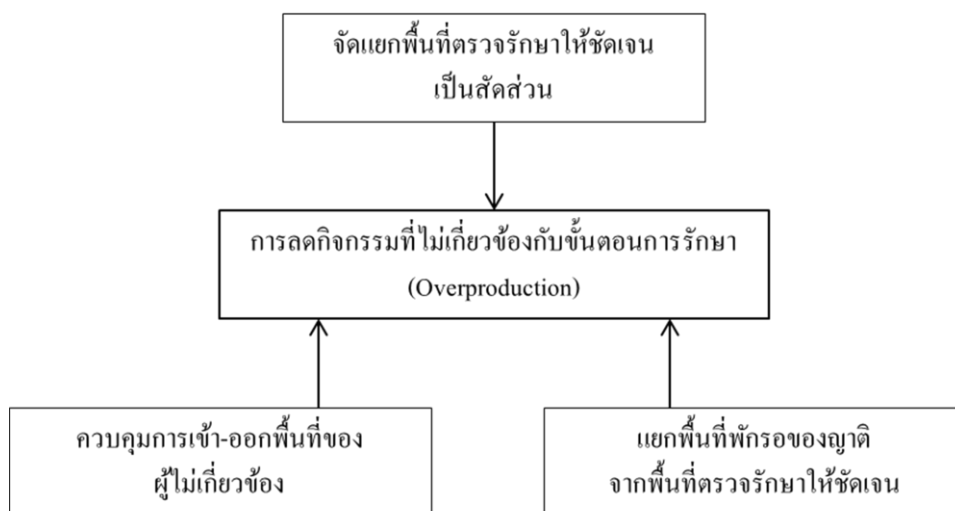 จัดแยกพื้นที่ตรวจรักษาให้ชัดเจน
เป็นสัดส่วน
การลดกิจกรรมที่ไม่เกี่ยวข้องกับขั้นตอนการรักษา
(Overproduction)
ควบคุมการเข้า-ออกพื้นที่ของ
ผู้ไม่เกี่ยวข้อง
แยกพื้นที่พักรอของญาติ
จากพื้นที่ตรวจรักษาให้ชัดเจน